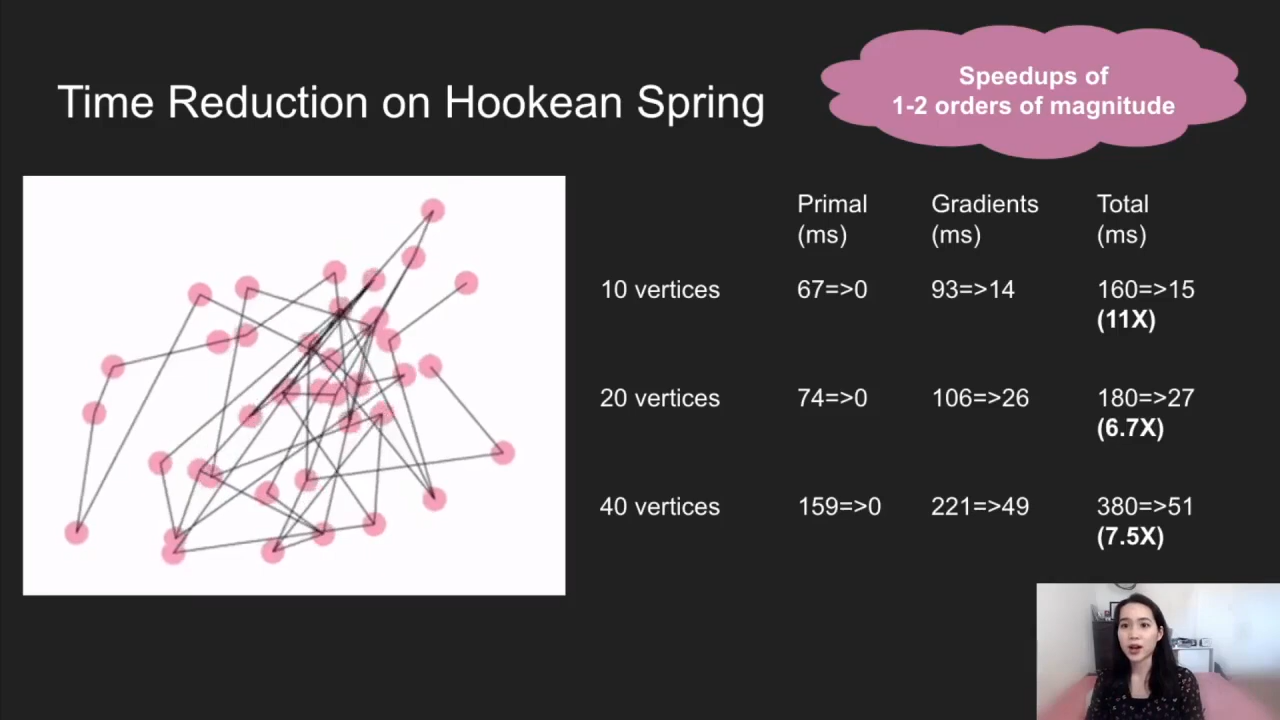 Speedups of
1-2 orders of magnitude
Time Reduction on Hookean Spring
Primal
(ms)
Gradients
(ms)
Total
(ms)
10 vertices 67=>0 93=>14 160=>15
(11X)
20 vertices 74=>0 106=>26 180=>27
(6.7X)
40 vertices 159=>0 221=>49 380=>51
(7.5X)